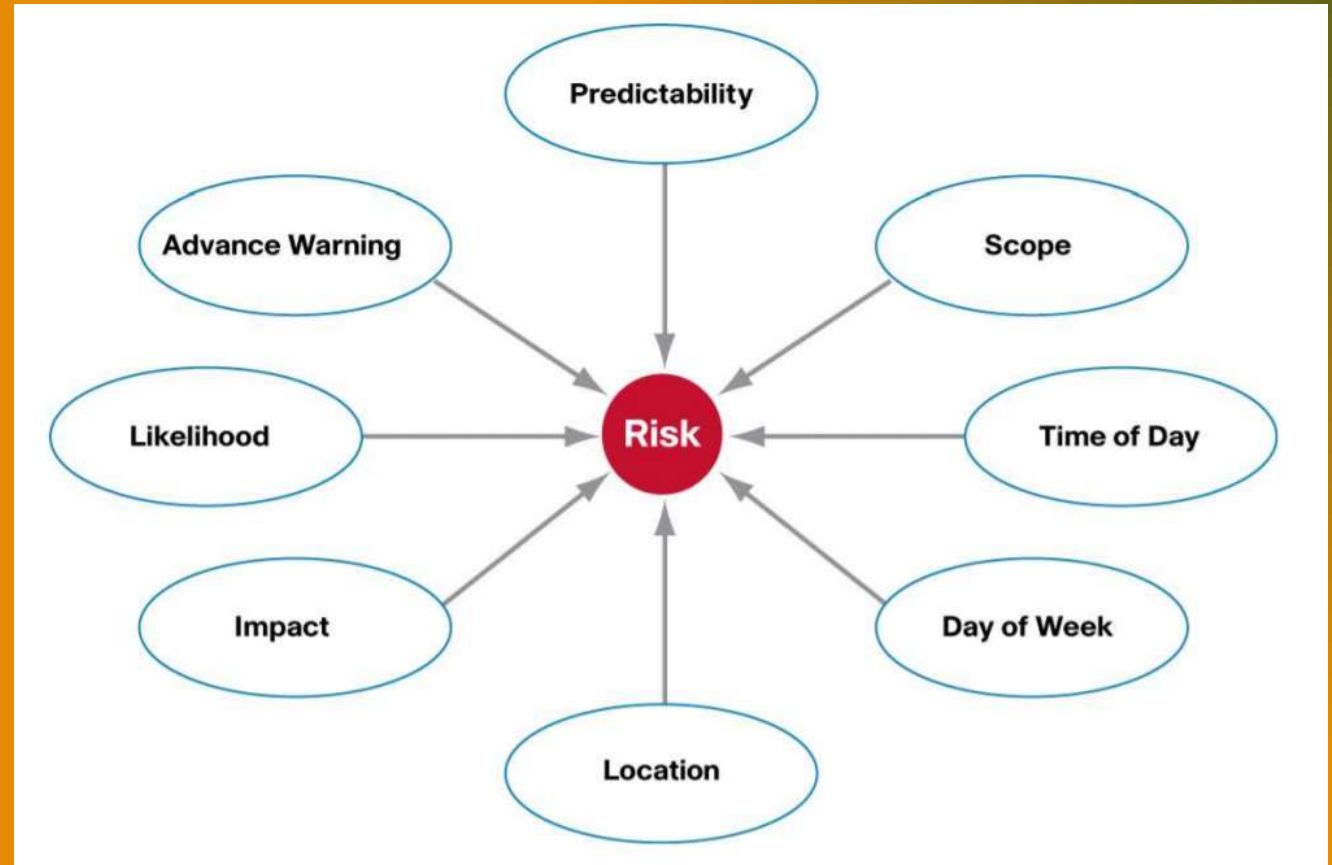 Predictability
Advance Warning
Scope
Likelihood
Risk
Time of Day
Impact
Day of Week
Location